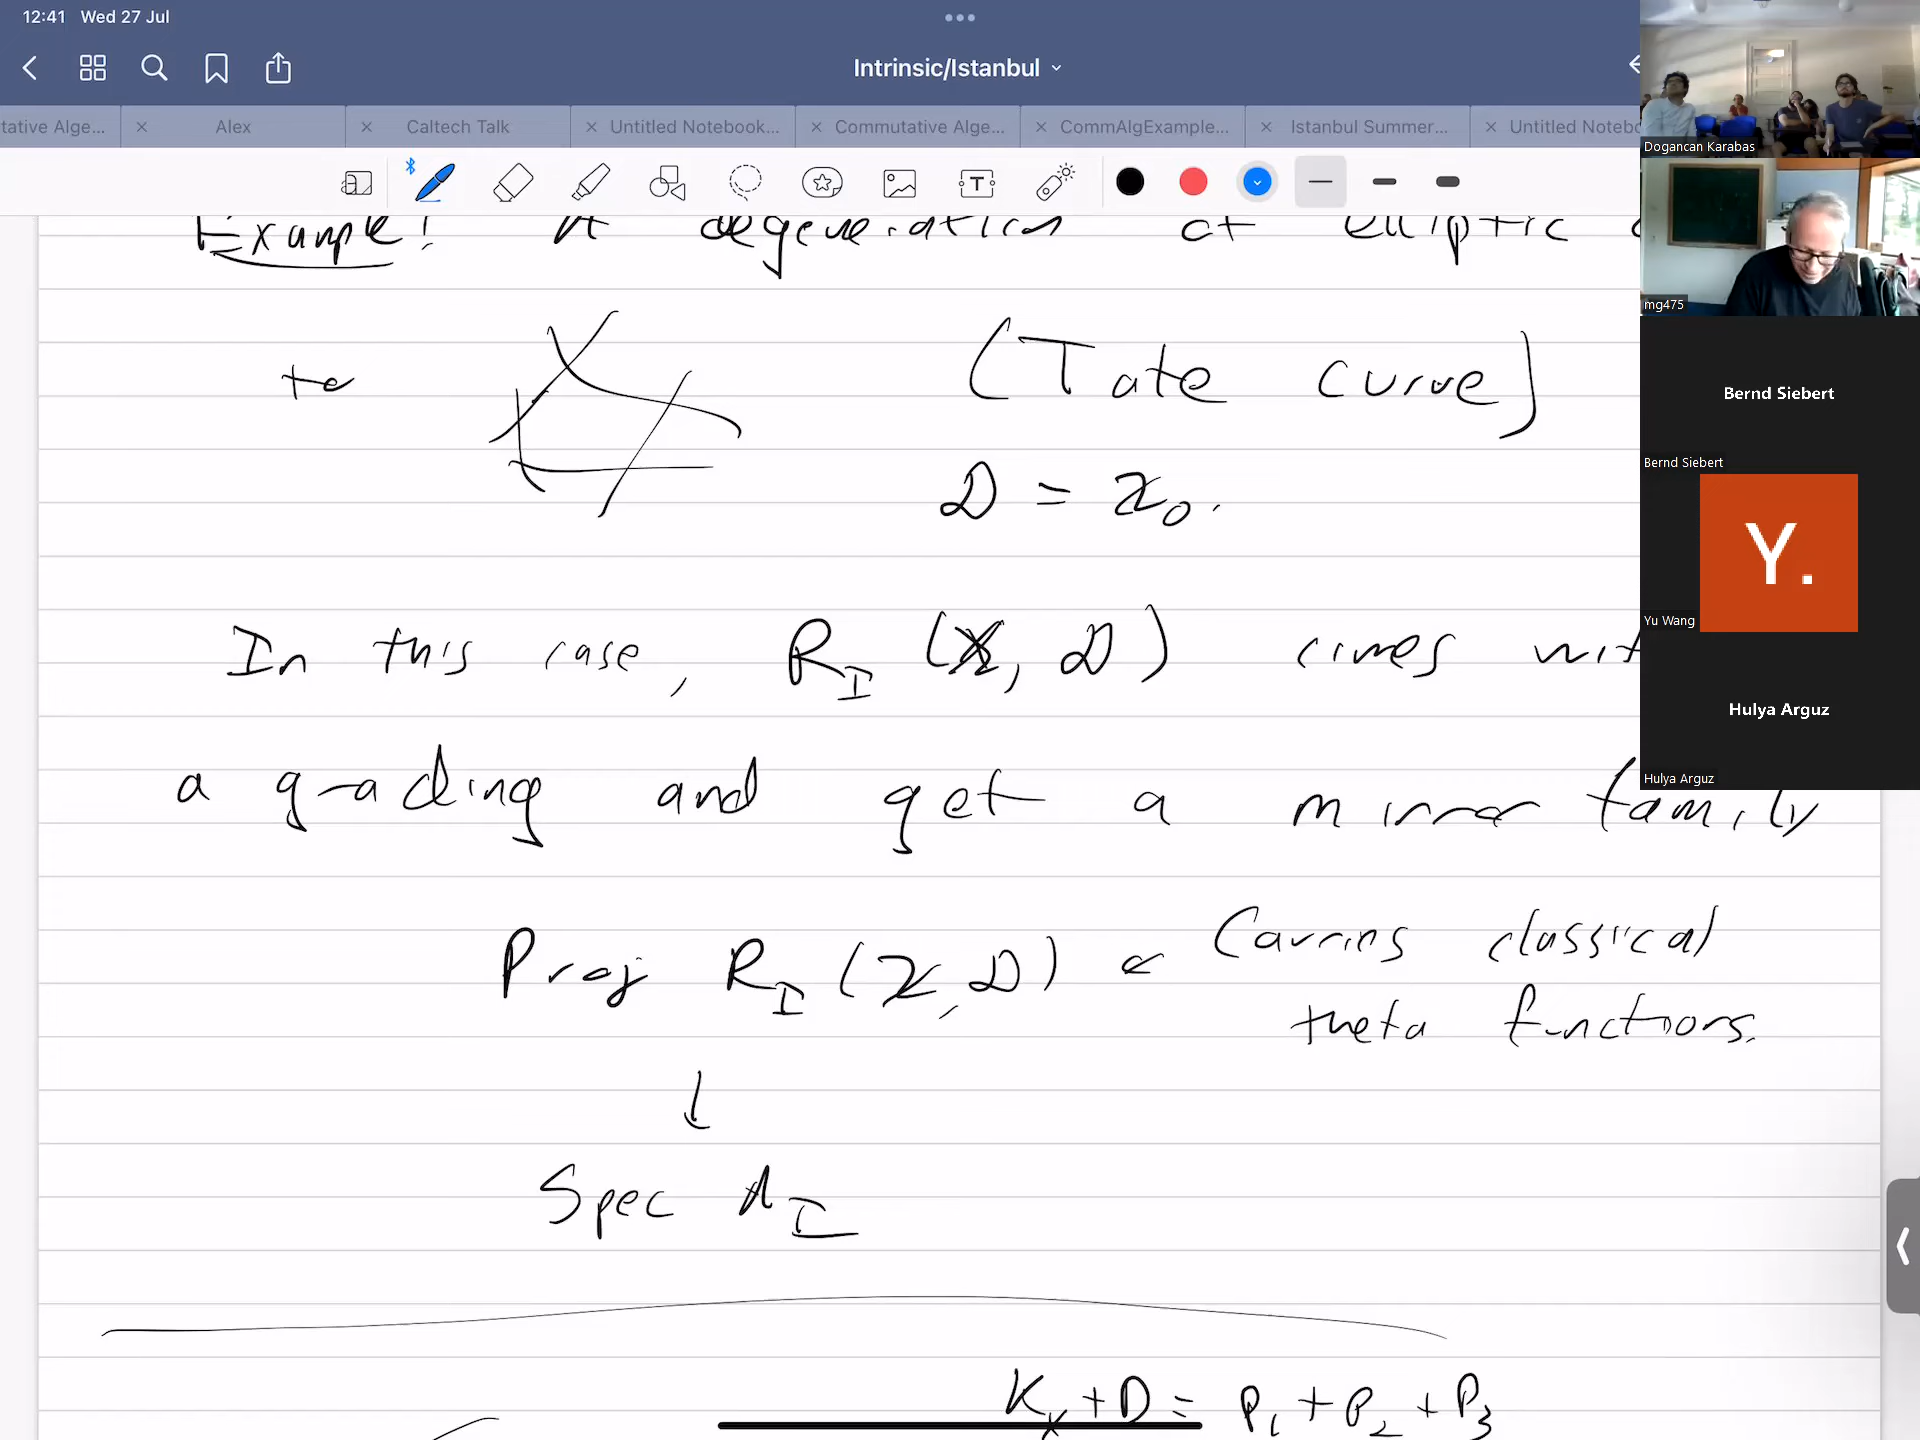 12:41 Wed 27 Jul
Intrinsic/Istanbul
tative Alge... Alex Caltech Talk Untitled Notebook... Commutative Alge... CommAlgExample... Istanbul Summer... Untitled Notebo
Example! A degeneration of elliptic
to (Tate curve)
D = X₀.
In this case, R_I (X, D) comes wit
a grading and get a mirror family
Proj R_I (X, D) ← Carries classical
theta functions.
↓
Spec A_I
K_X + D = P₁ + P₂ + P₃
Dogancan Karabas
mg475
Bernd Siebert
Bernd Siebert
Y.
Yu Wang
Hulya Arguz
Hulya Arguz